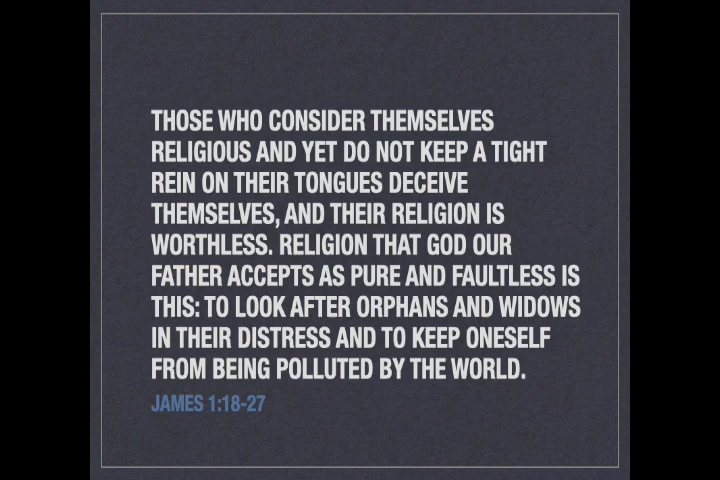 THOSE WHO CONSIDER THEMSELVES
RELIGIOUS AND YET DO NOT KEEP A TIGHT
REIN ON THEIR TONGUES DECEIVE
THEMSELVES, AND THEIR RELIGION IS
WORTHLESS. RELIGION THAT GOD OUR
FATHER ACCEPTS AS PURE AND FAULTLESS IS
THIS: TO LOOK AFTER ORPHANS AND WIDOWS
IN THEIR DISTRESS AND TO KEEP ONESELF
FROM BEING POLLUTED BY THE WORLD.
JAMES 1:18-27